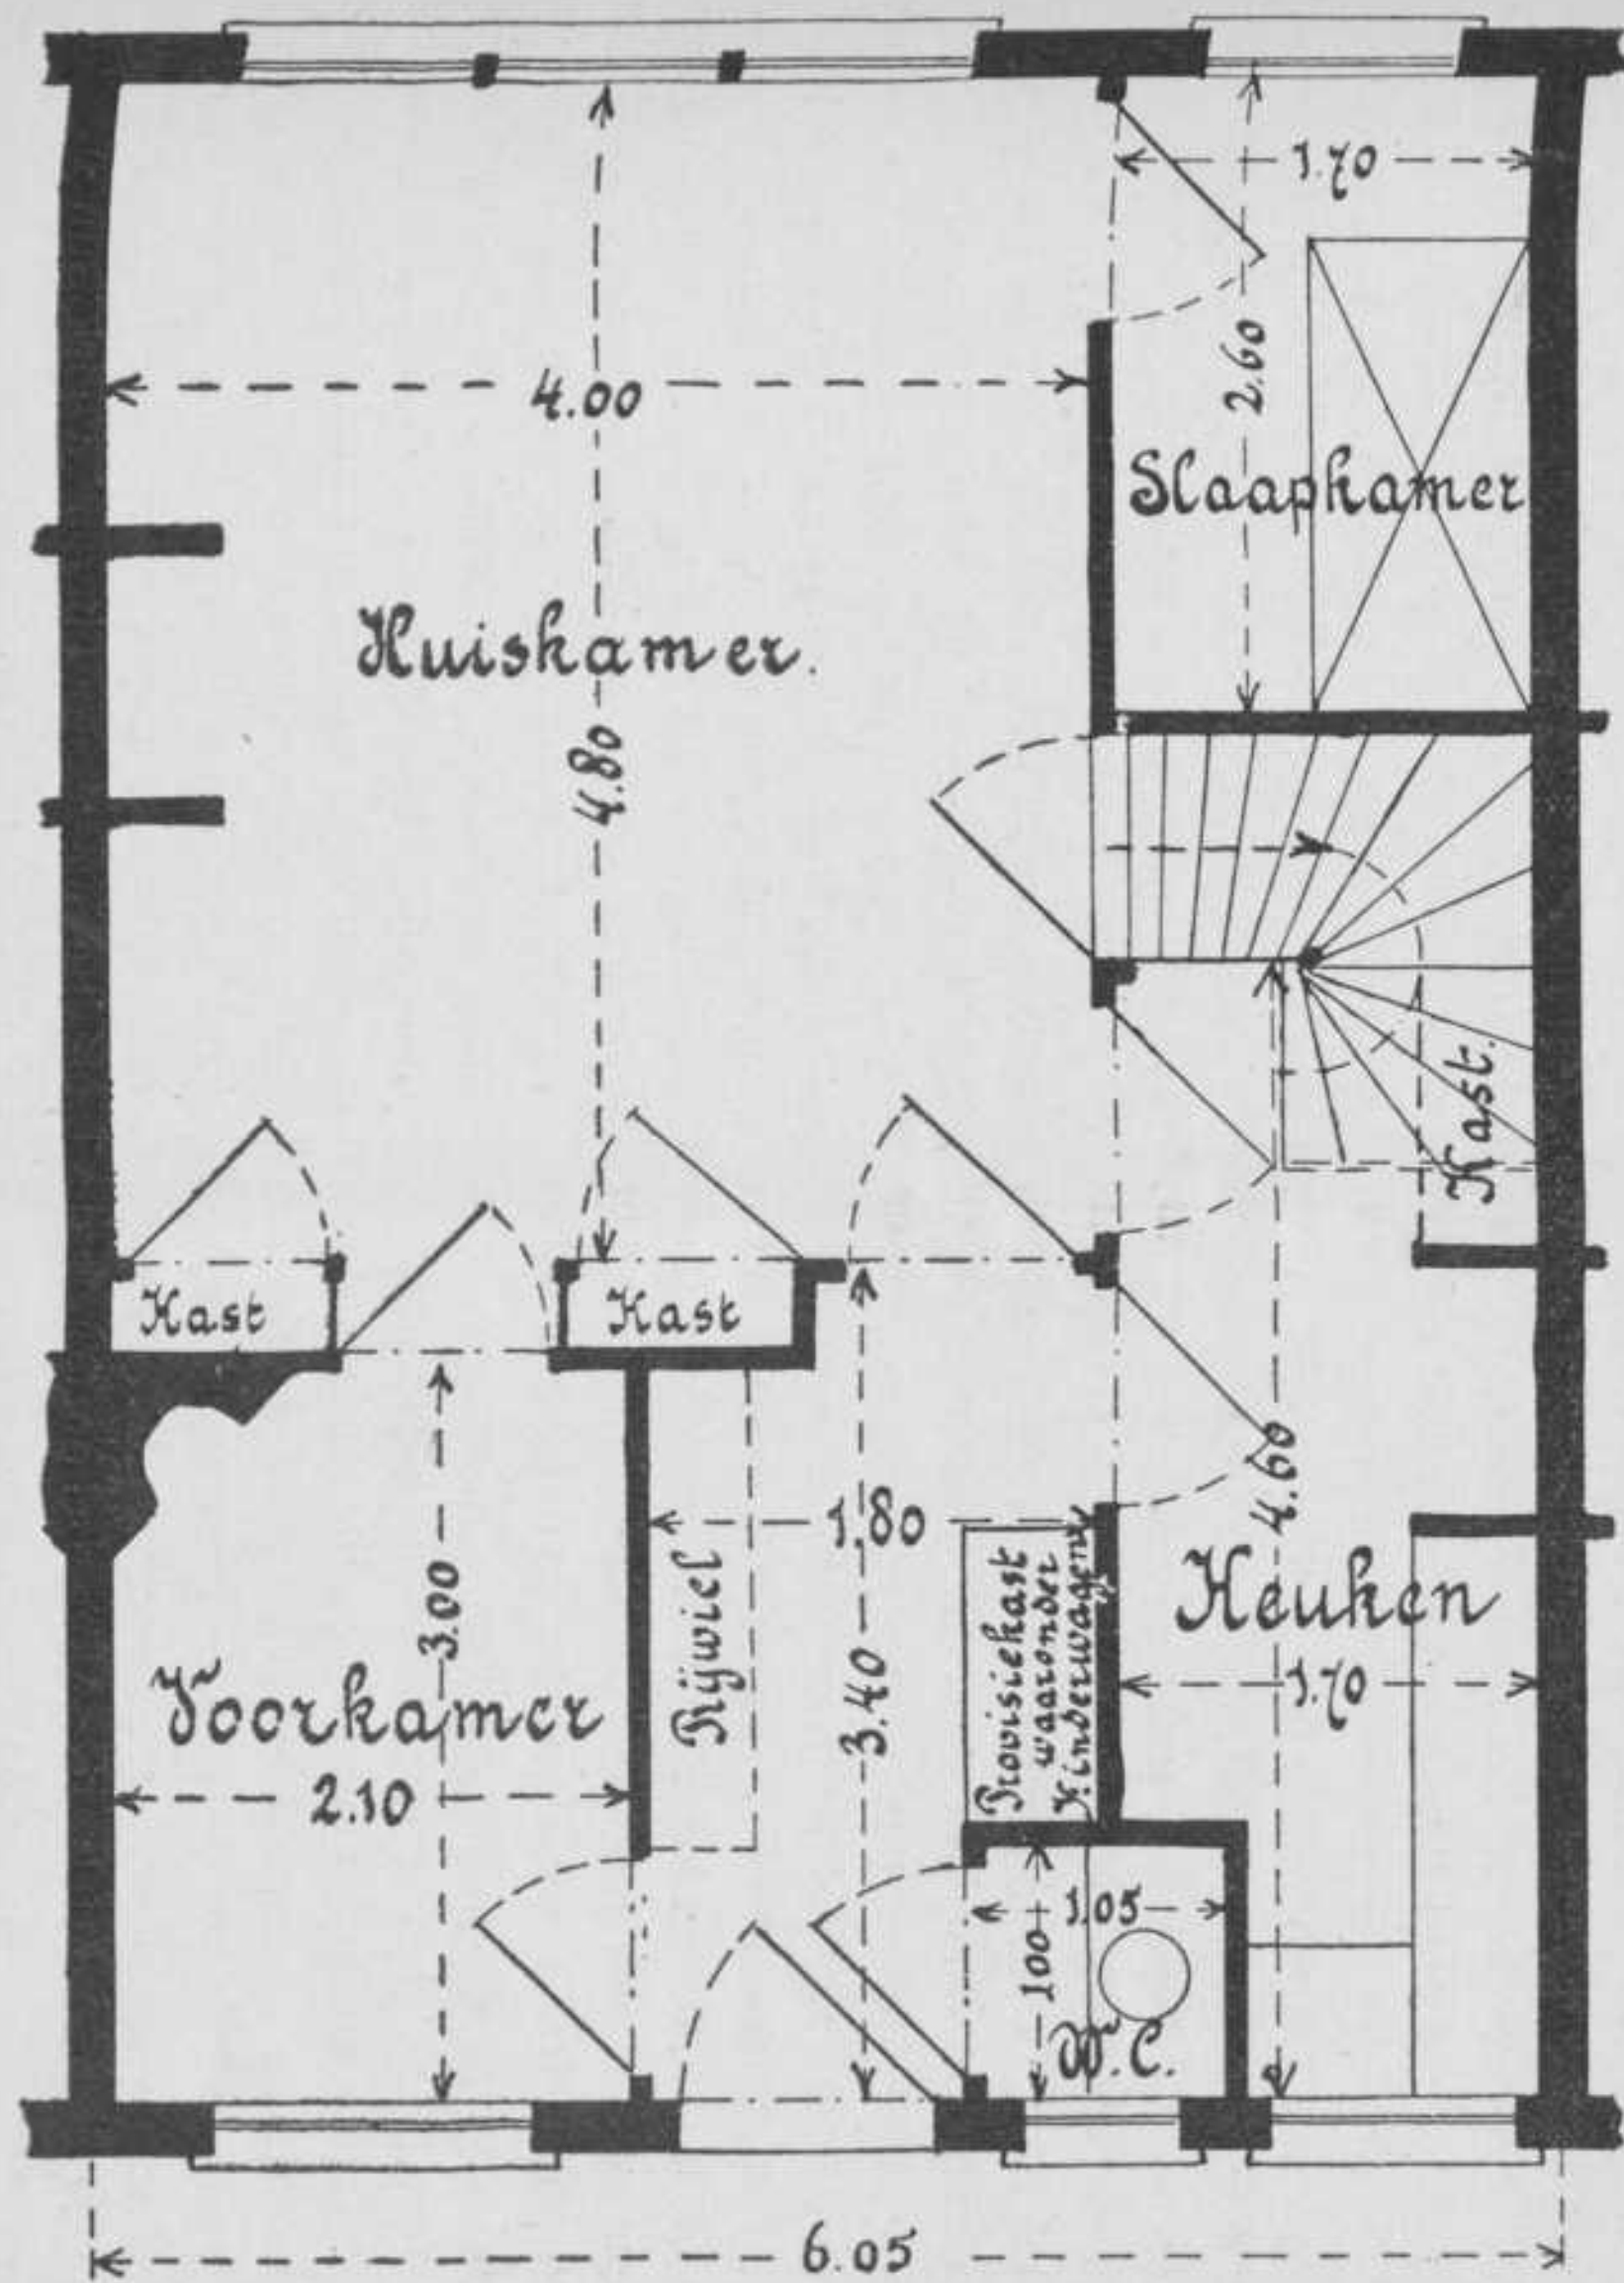 1.70
2.60
4.00
Slaapkamer
Huiskamer.
4.80
Kast.
Kast
Kast
4.60
1.80
3.00
Rijwiel
3.40
Provisiekast
waaronder
Kinderwagen
Keuken
1.70
Voorkamer
2.10
1.05
100
W.C.
6.05